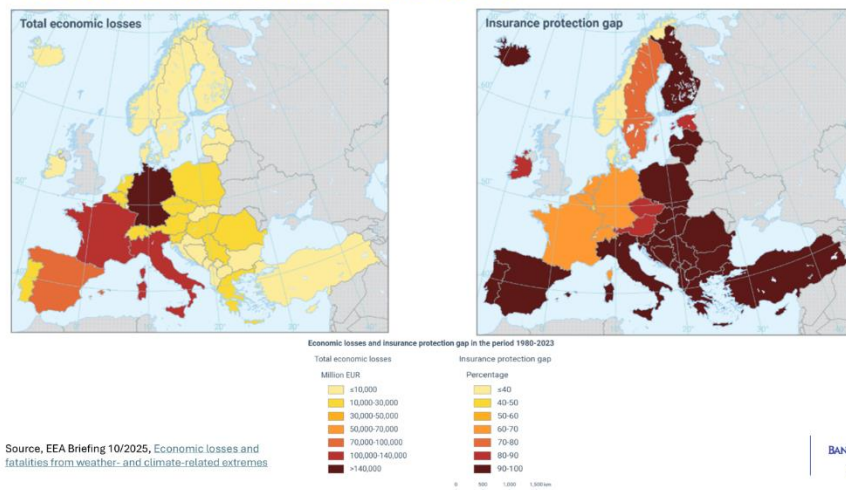 Total economic losses
Insurance protection gap
Economic losses and insurance protection gap in the period 1980-2023
Total economic losses
Million EUR
≤10,000
10,000-30,000
30,000-50,000
50,000-70,000
70,000-100,000
100,000-140,000
>140,000
Insurance protection gap
Percentage
≤40
40-50
50-60
60-70
70-80
80-90
90-100
0 500 1,000 1,500 km
Source, EEA Briefing 10/2025, Economic losses and
fatalities from weather- and climate-related extremes
BAN